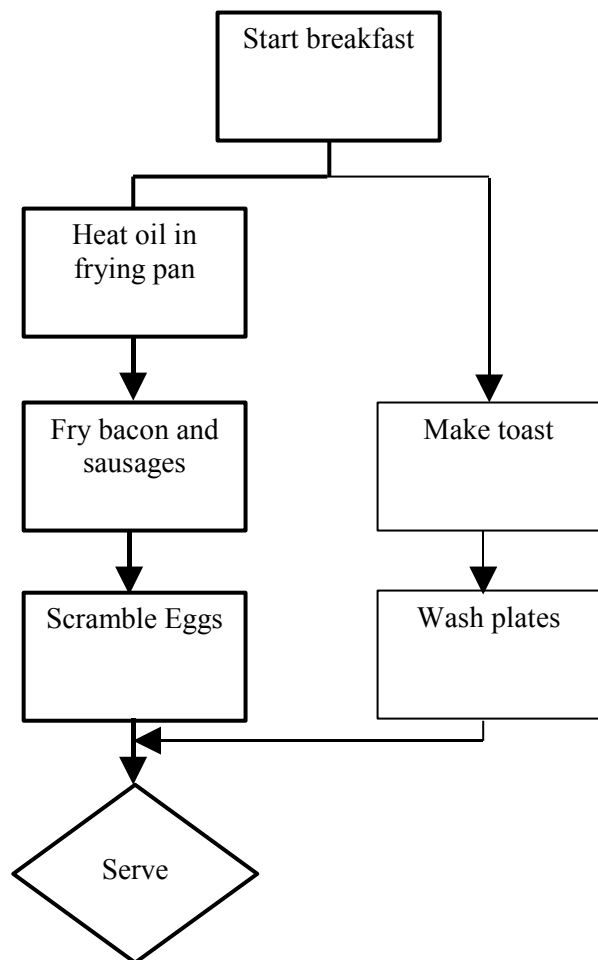 Start breakfast
Heat oil in
frying pan
Fry bacon and
sausages
Make toast
Scramble Eggs
Wash plates
Serve